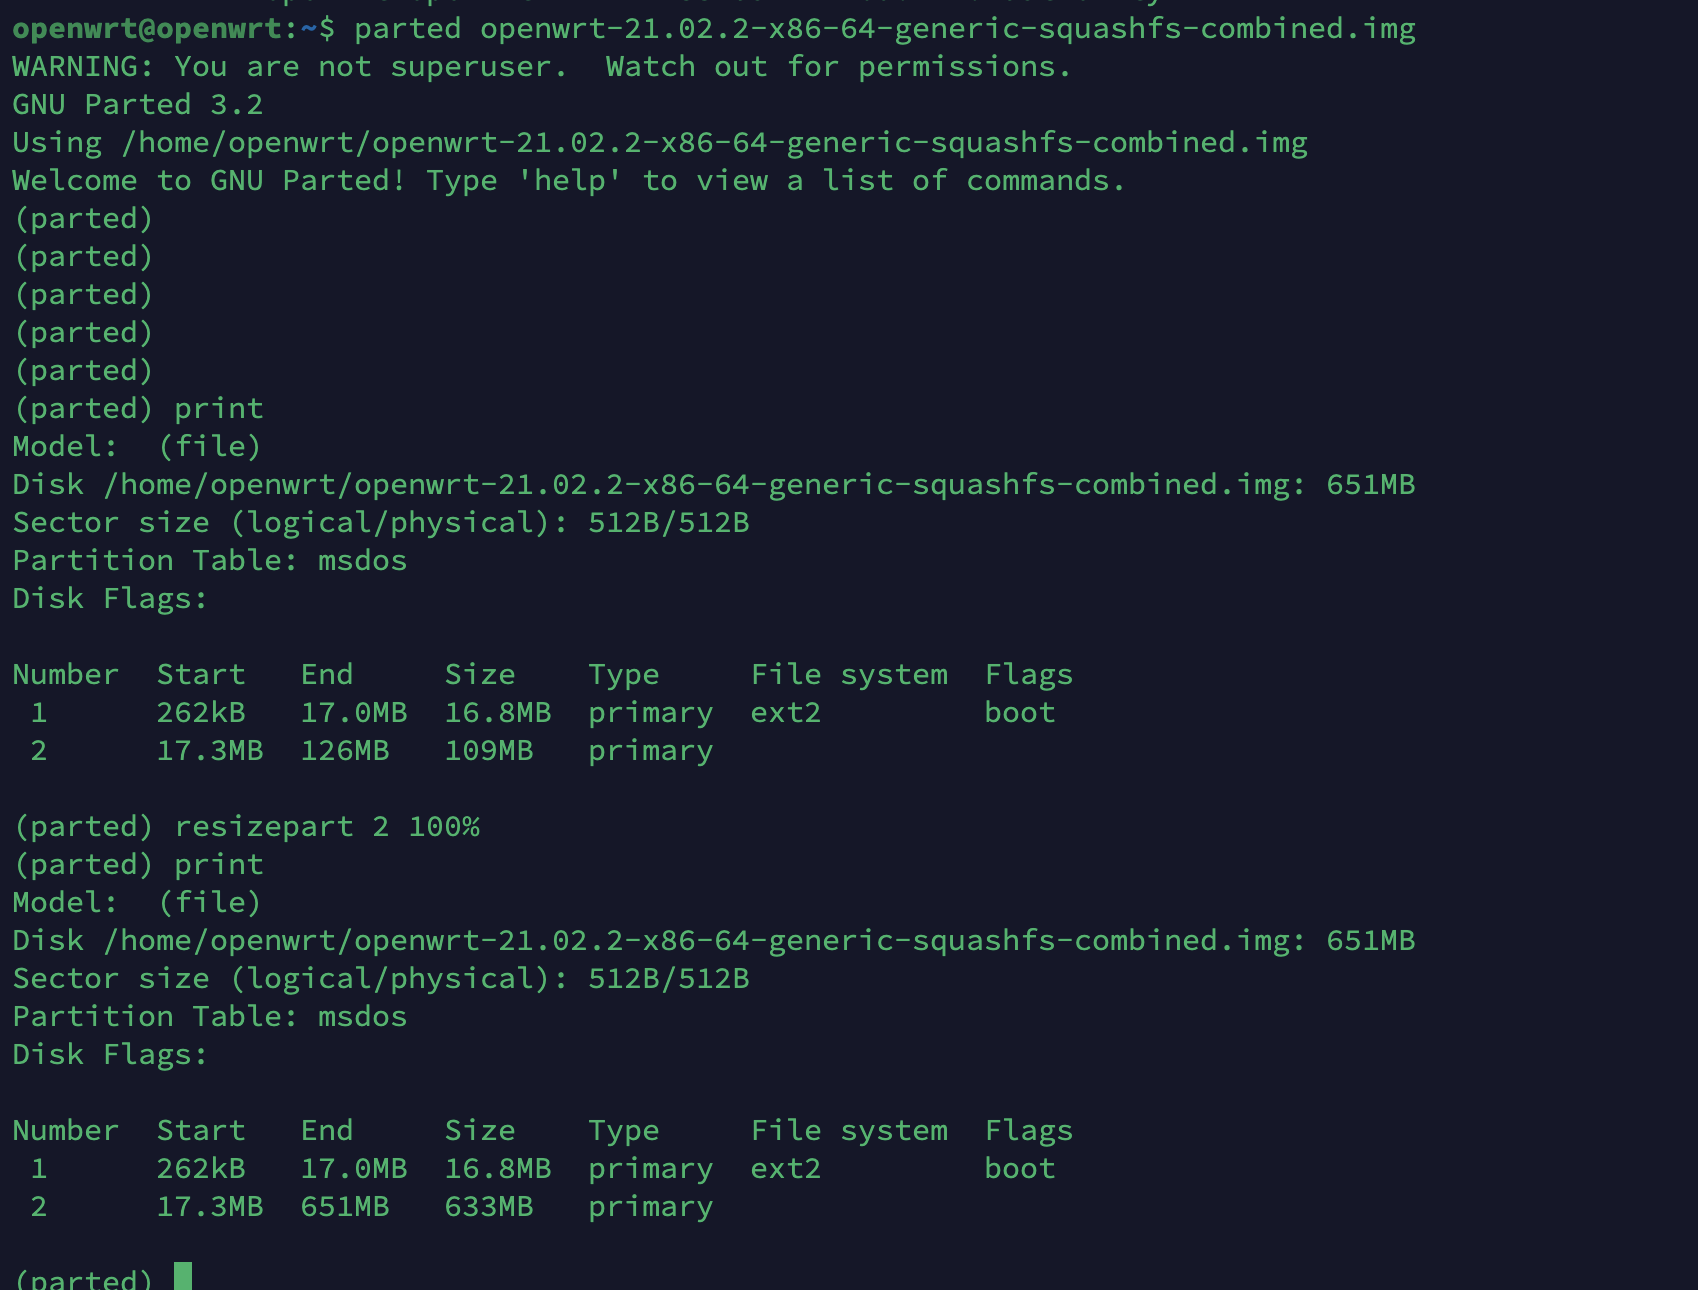 openwrt@openwrt:~$ parted openwrt-21.02.2-x86-64-generic-squashfs-combined.img
WARNING: You are not superuser.  Watch out for permissions.
GNU Parted 3.2
Using /home/openwrt/openwrt-21.02.2-x86-64-generic-squashfs-combined.img
Welcome to GNU Parted! Type 'help' to view a list of commands.
(parted)
(parted)
(parted)
(parted)
(parted)
(parted) print
Model:  (file)
Disk /home/openwrt/openwrt-21.02.2-x86-64-generic-squashfs-combined.img: 651MB
Sector size (logical/physical): 512B/512B
Partition Table: msdos
Disk Flags:
Number  Start   End     Size    Type     File system  Flags
 1      262kB   17.0MB  16.8MB  primary  ext2         boot
 2      17.3MB  126MB   109MB   primary
(parted) resizepart 2 100%
(parted) print
Model:  (file)
Disk /home/openwrt/openwrt-21.02.2-x86-64-generic-squashfs-combined.img: 651MB
Sector size (logical/physical): 512B/512B
Partition Table: msdos
Disk Flags:
Number  Start   End     Size    Type     File system  Flags
 1      262kB   17.0MB  16.8MB  primary  ext2         boot
 2      17.3MB  651MB   633MB   primary
(parted)